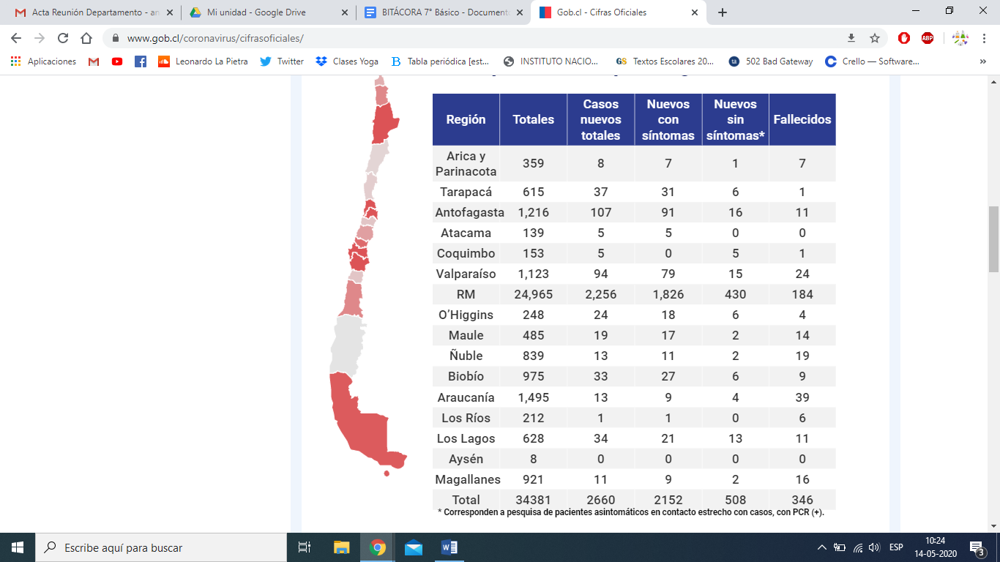 Acta Reunión Departamento - an
Mi unidad - Google Drive
BITÁCORA 7° Básico - Document
Gob.cl - Cifras Oficiales
www.gob.cl/coronavirus/cifrasoficiales/
ABP
Aplicaciones
Leonardo La Pietra
Twitter
Clases Yoga
Tabla periódica [est...
INSTITUTO NACIO...
GS Textos Escolares 20...
ta 502 Bad Gateway
Crello — Software...
»
Región Totales Casos nuevos totales Nuevos con síntomas Nuevos sin síntomas* Fallecidos
Arica y Parinacota 359 8 7 1 7
Tarapacá 615 37 31 6 1
Antofagasta 1,216 107 91 16 11
Atacama 139 5 5 0 0
Coquimbo 153 5 0 5 1
Valparaíso 1,123 94 79 15 24
RM 24,965 2,256 1,826 430 184
O’Higgins 248 24 18 6 4
Maule 485 19 17 2 14
Ñuble 839 13 11 2 19
Biobío 975 33 27 6 9
Araucanía 1,495 13 9 4 39
Los Ríos 212 1 1 0 6
Los Lagos 628 34 21 13 11
Aysén 8 0 0 0 0
Magallanes 921 11 9 2 16
Total 34381 2660 2152 508 346
* Corresponden a pesquisa de pacientes asintomáticos en contacto estrecho con casos, con PCR (+).
Escribe aquí para buscar
ESP
10:24
14-05-2020
3